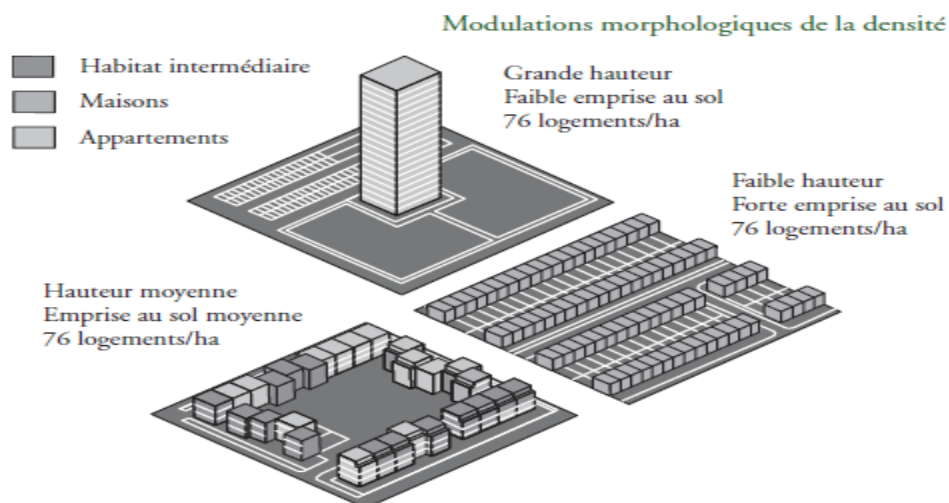 Modulations morphologiques de la densité
Habitat intermédiaire
Maisons
Appartements
Grande hauteur
Faible emprise au sol
76 logements/ha
Faible hauteur
Forte emprise au sol
76 logements/ha
Hauteur moyenne
Emprise au sol moyenne
76 logements/ha